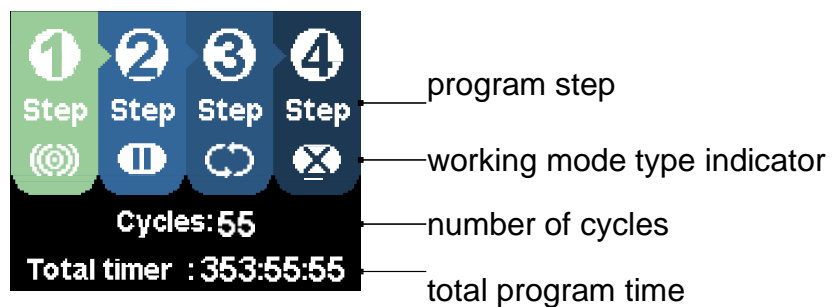 1 2 3 4
Step Step Step Step
program step
working mode type indicator
Cycles:55
number of cycles
Total timer :353:55:55
total program time